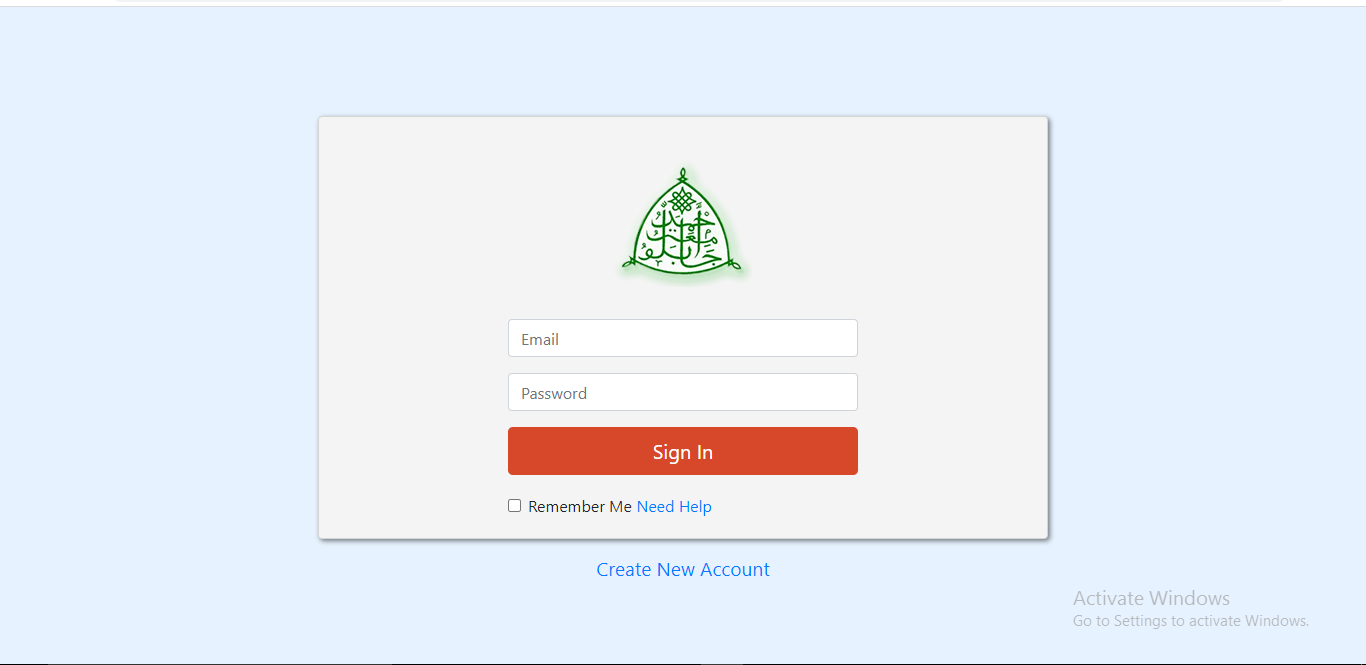 Email
Password
Sign In
Remember Me Need Help
Create New Account
Activate Windows
Go to Settings to activate Windows.